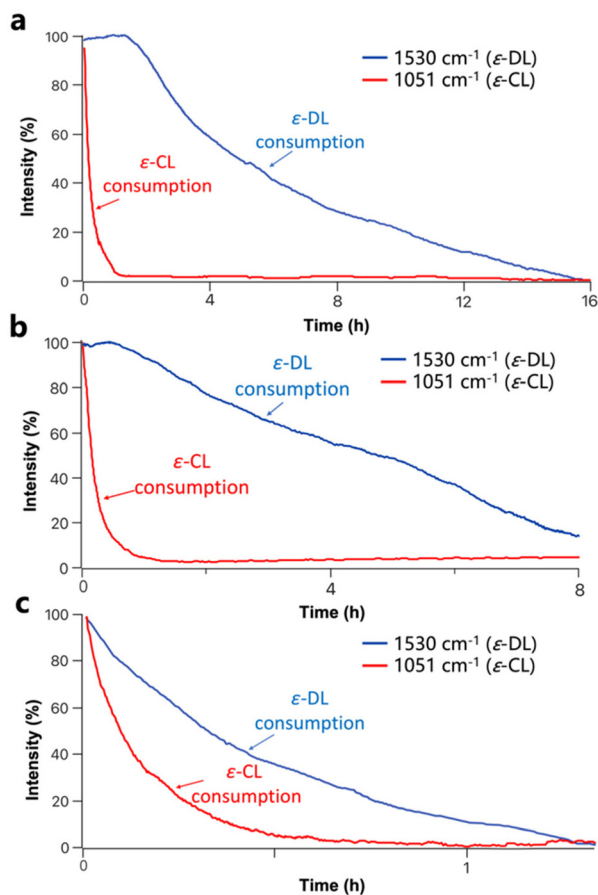 a
100
80
60
40
20
0
Intensity (%)
1530 cm⁻¹ (ε-DL)
1051 cm⁻¹ (ε-CL)
ε-DL
consumption
ε-CL
consumption
0 4 8 12 16
Time (h)
b
100
80
60
40
20
0
Intensity (%)
1530 cm⁻¹ (ε-DL)
1051 cm⁻¹ (ε-CL)
ε-DL
consumption
ε-CL
consumption
0 4 8
Time (h)
c
100
80
60
40
20
0
Intensity (%)
1530 cm⁻¹ (ε-DL)
1051 cm⁻¹ (ε-CL)
ε-DL
consumption
ε-CL
consumption
0 1
Time (h)